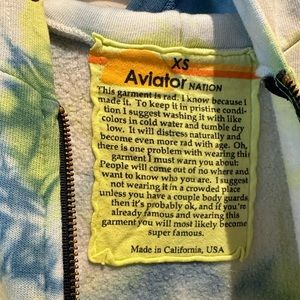 XS
Aviator NATION
This garment is rad. I know because I
made it. To keep it in pristine condi-
tion I suggest washing it with like
colors in cold water and tumble dry
low. It will distress naturally and
become even more rad with age. Oh,
there is one problem with wearing this
garment I must warn you about:
People will come out of no where and
want to know who you are. I suggest
not wearing it in a crowded place
unless you have a couple body guards,
then it's probably ok, and if you're
already famous and wearing this
garment you will most likely become
super famous.
Made in California, USA